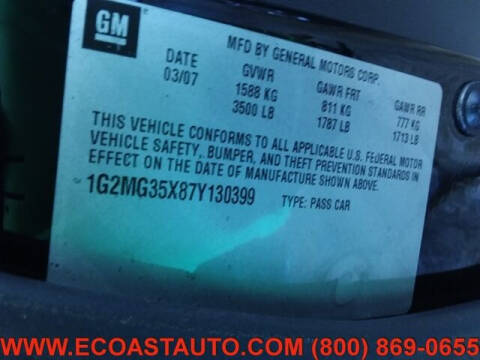 GM
MFD BY GENERAL MOTORS CORP.
DATE GVWR GAWR FRT GAWR RR
03/07 1588 KG 811 KG 777 KG
3500 LB 1787 LB 1713 LB
THIS VEHICLE CONFORMS TO ALL APPLICABLE U.S. FEDERAL MOTOR
VEHICLE SAFETY, BUMPER, AND THEFT PREVENTION STANDARDS IN
EFFECT ON THE DATE OF MANUFACTURE SHOWN ABOVE.
1G2MG35X87Y130399 TYPE: PASS CAR
WWW.ECOASTAUTO.COM (800) 869-0655